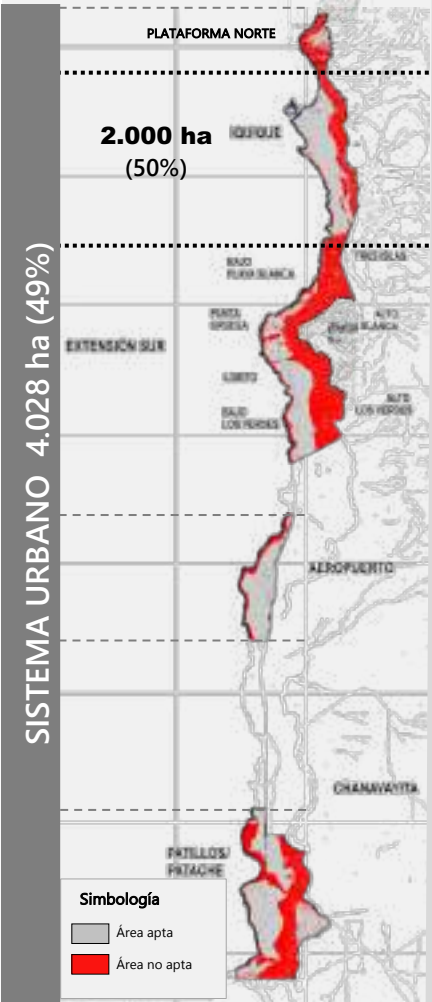 PLATAFORMA NORTE
2.000 ha
(50%)
IQUIQUE
TRES ISLAS
BAJO
PLAYA BLANCA
PUNTA
GRUESA
ALTO
BLANCA
EXTENSIÓN SUR
BAJO
LOS VERDES
ALTO
LOS VERDES
SISTEMA URBANO 4.028 ha (49%)
AEROPUERTO
CHANAVAYITA
PATILLOS/
PATACHE
Simbología
Área apta
Área no apta